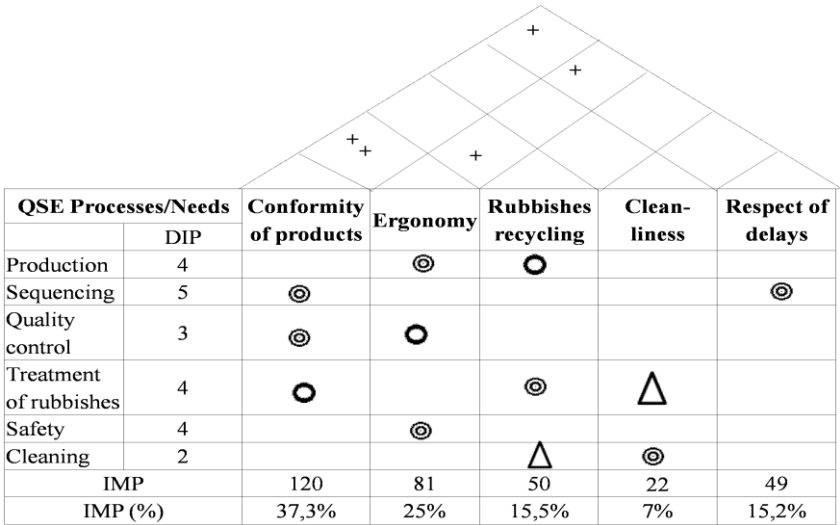 +
+
+
+
+
QSE Processes/Needs Conformity of products Ergonomy Rubbishes recycling Clean-liness Respect of delays
DIP
Production 4
Sequencing 5
Quality control 3
Treatment of rubbishes 4
Safety 4
Cleaning 2
IMP 120 81 50 22 49
IMP (%) 37,3% 25% 15,5% 7% 15,2%